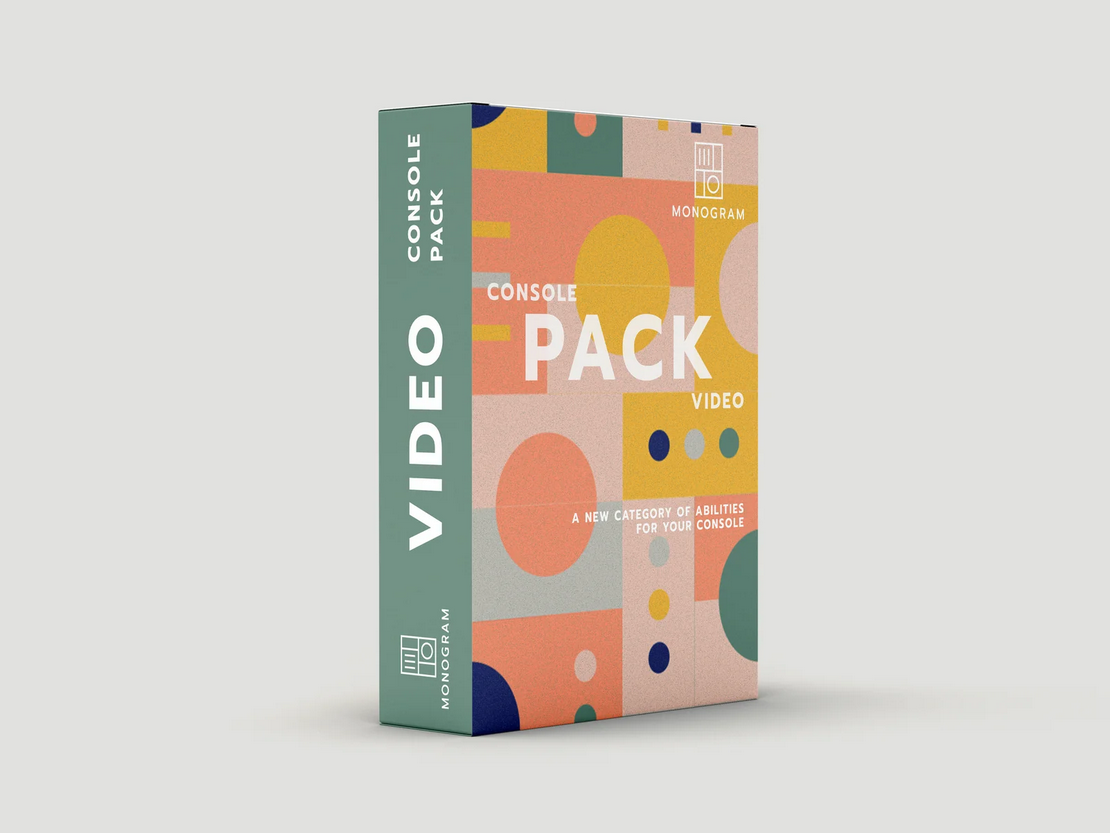 CONSOLE
PACK
VIDEO
MONOGRAM
MONOGRAM
CONSOLE
PACK
VIDEO
A NEW CATEGORY OF ABILITIES
FOR YOUR CONSOLE